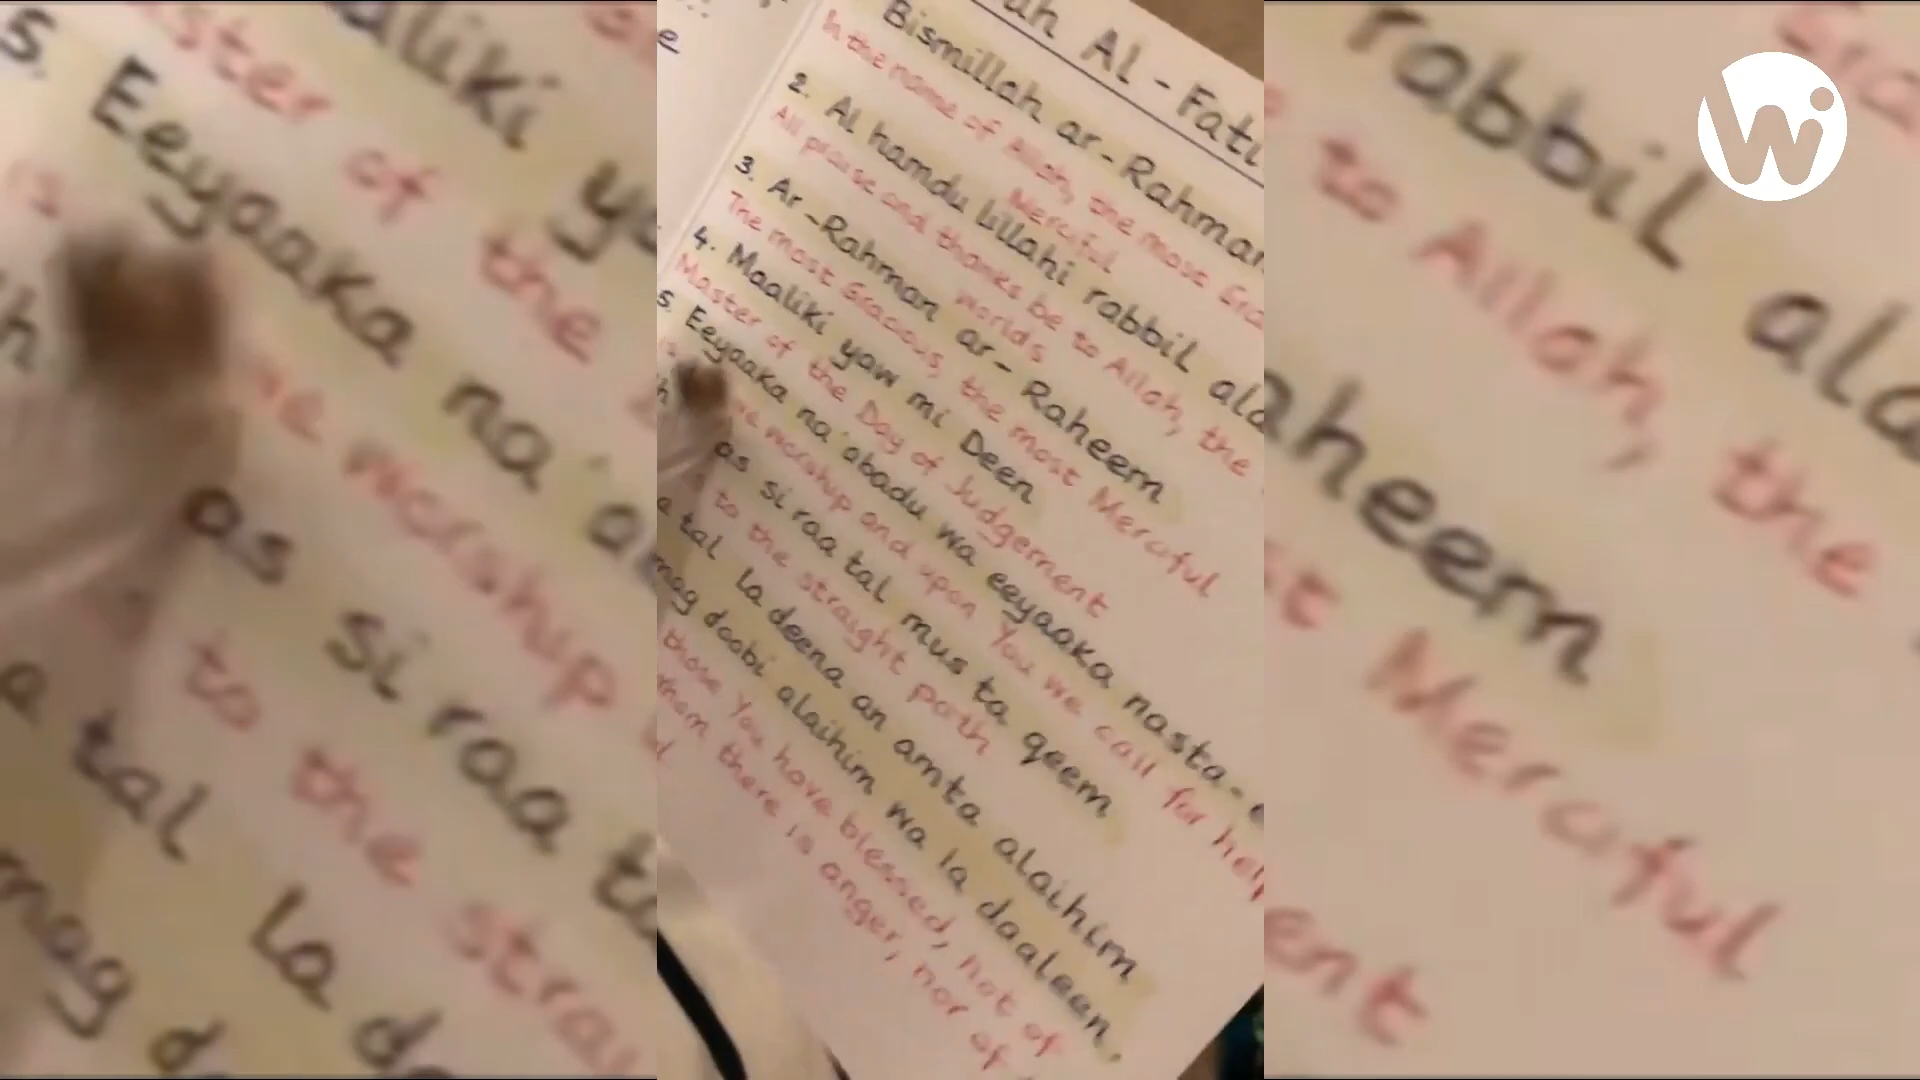 ah Al-Fati
Bismillah ar-Rahman
In the name of Allah, the most Gra
Merciful
2. Al hamdu lillahi rabbil ala
All praise and thanks be to Allah, the
worlds
3. Ar-Rahman ar-Raheem
The most Gracious, the most Merciful
4. Maaliki yaw mi Deen
Master of the Day of Judgement
5. Eeyaaka na'abadu wa eeyaaka nasta-
we worship and upon You we call for help
as si raa tal mus ta qeem
to the straight path
a tal la deena an amta alaihim
mag doobi alaihim wa la daaleen,
those You have blessed, not of
whom there is anger, nor of